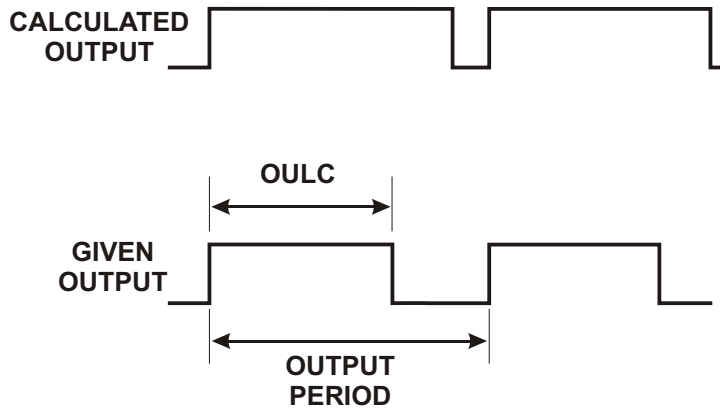 CALCULATED
OUTPUT
OULC
GIVEN
OUTPUT
OUTPUT
PERIOD